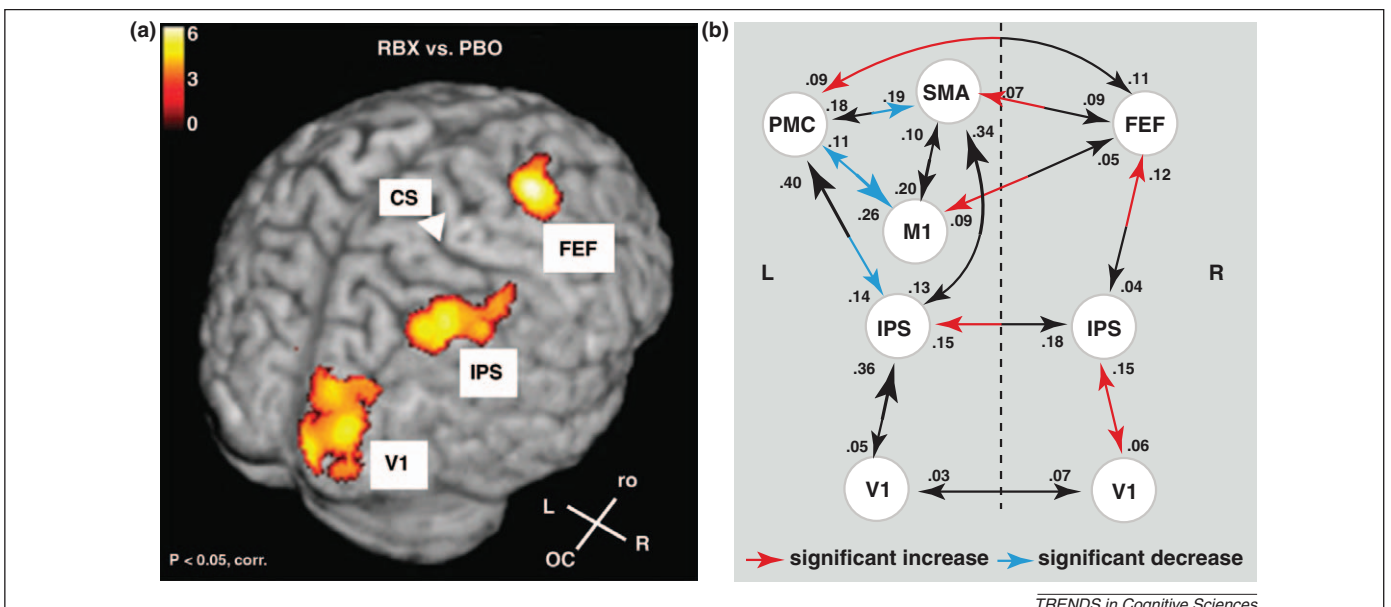 (a)
6
3
0
RBX vs. PBO
CS
FEF
IPS
V1
ro
L
R
OC
P < 0.05, corr.
(b)
.09
.11
SMA
.19
.07
.09
.18
PMC
FEF
.11
.10
.34
.05
.40
.12
.20
.26
.09
M1
L
R
.14
.13
.04
IPS
IPS
.15
.18
.36
.15
.05
.06
.03
.07
V1
V1
significant increase
significant decrease
TRENDS in Cognitive Sciences